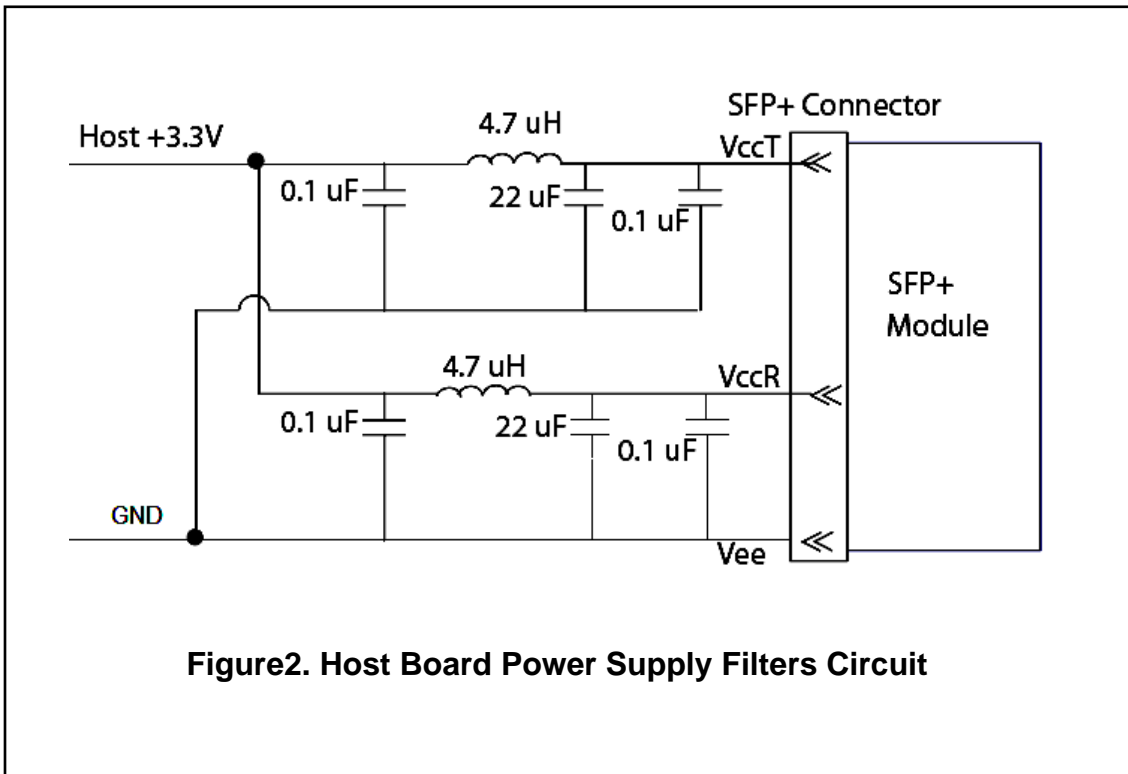 SFP+ Connector
Host +3.3V
4.7 uH
VccT
0.1 uF
22 uF
0.1 uF
SFP+
Module
4.7 uH
VccR
0.1 uF
22 uF
0.1 uF
GND
Vee
Figure2. Host Board Power Supply Filters Circuit